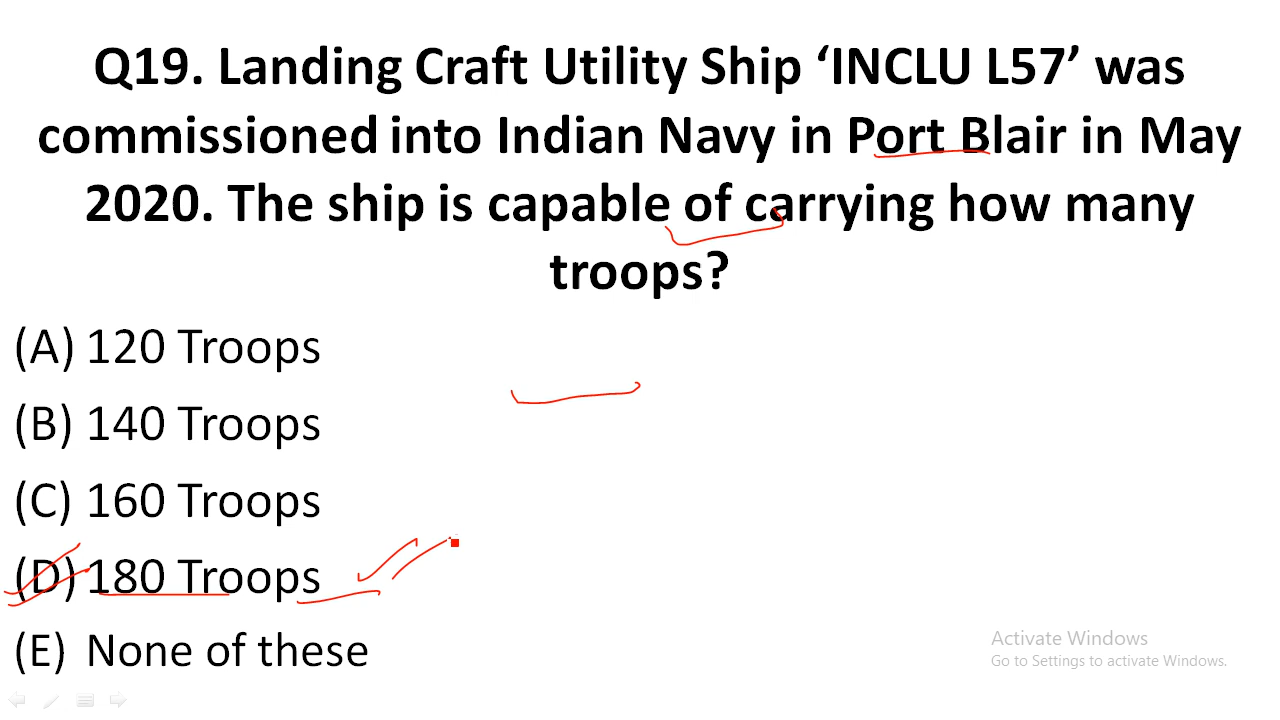 Q19. Landing Craft Utility Ship ‘INCLU L57’ was
commissioned into Indian Navy in Port Blair in May
2020. The ship is capable of carrying how many
troops?
(A) 120 Troops
(B) 140 Troops
(C) 160 Troops
(D) 180 Troops
(E) None of these
Activate Windows
Go to Settings to activate Windows.